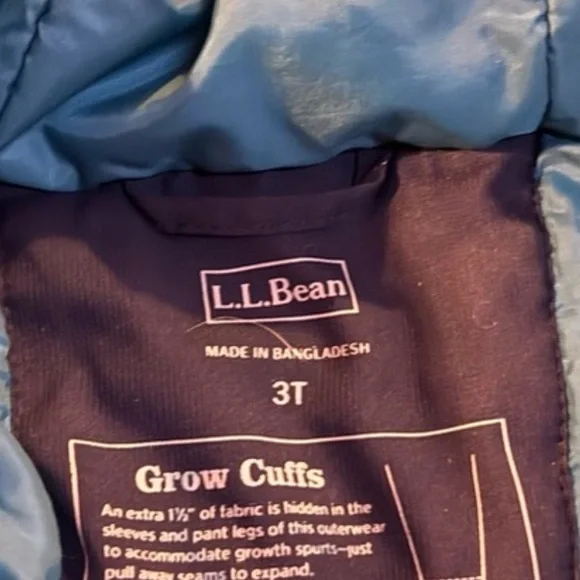 L.L.Bean
MADE IN BANGLADESH
3T
Grow Cuffs
An extra 1½" of fabric is hidden in the
sleeves and pant legs of this outerwear
to accommodate growth spurts—just
pull away seams to expand.